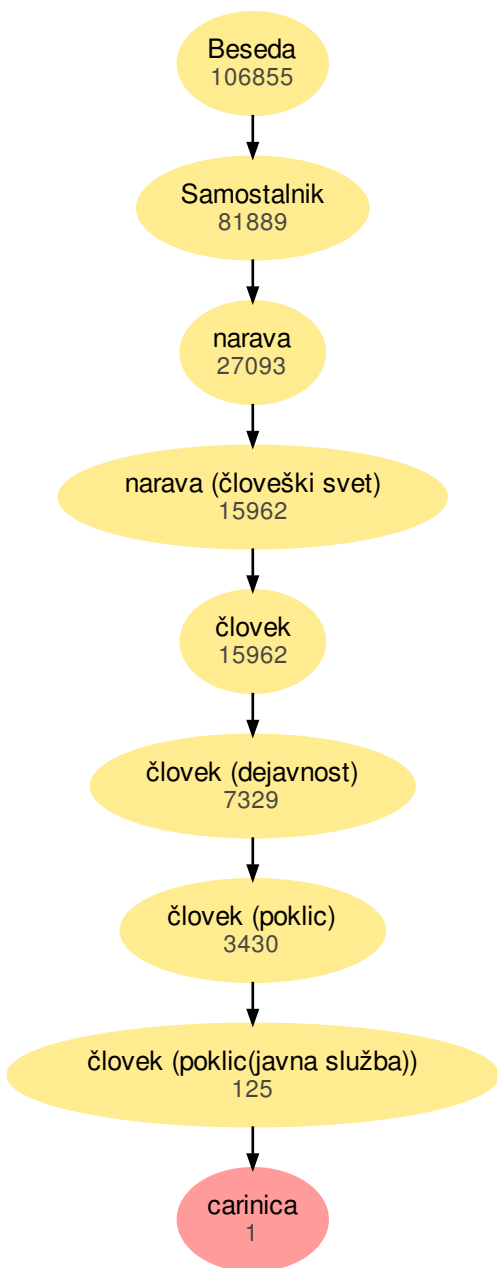 Beseda
106855
Samostalnik
81889
narava
27093
narava (človeški svet)
15962
človek
15962
človek (dejavnost)
7329
človek (poklic)
3430
človek (poklic(javna služba))
125
carinica
1